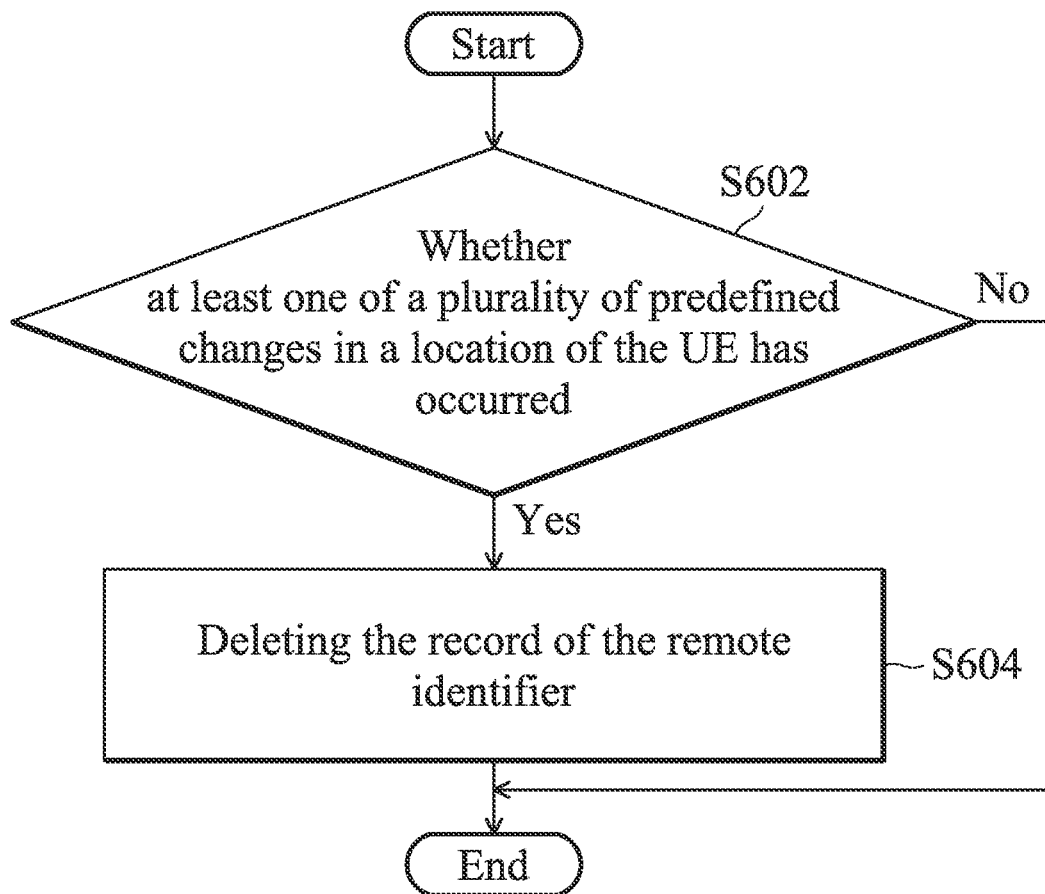 Start
S602
Whether
at least one of a plurality of predefined
changes in a location of the UE has
occurred
No
Yes
Deleting the record of the remote
identifier
S604
End